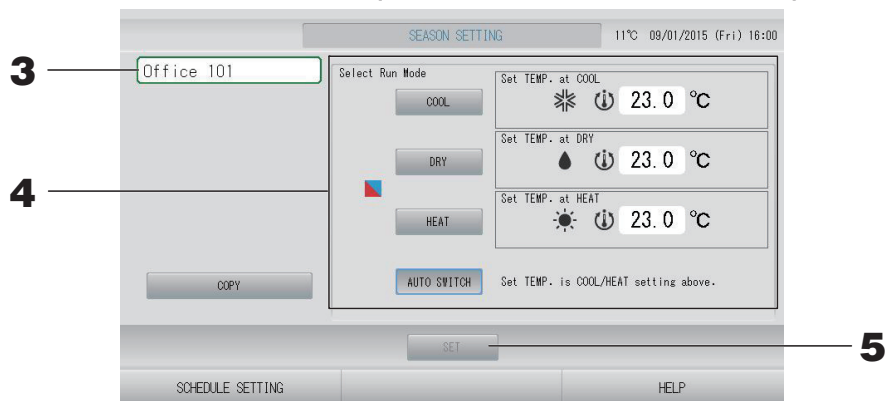 SEASON SETTING 11°C 09/01/2015 (Fri) 16:00
3 Office 101
Select Run Mode
COOL
Set TEMP. at COOL
23.0 °C
DRY
Set TEMP. at DRY
23.0 °C
4
HEAT
Set TEMP. at HEAT
23.0 °C
COPY
AUTO SWITCH
Set TEMP. is COOL/HEAT setting above.
SET 5
SCHEDULE SETTING HELP